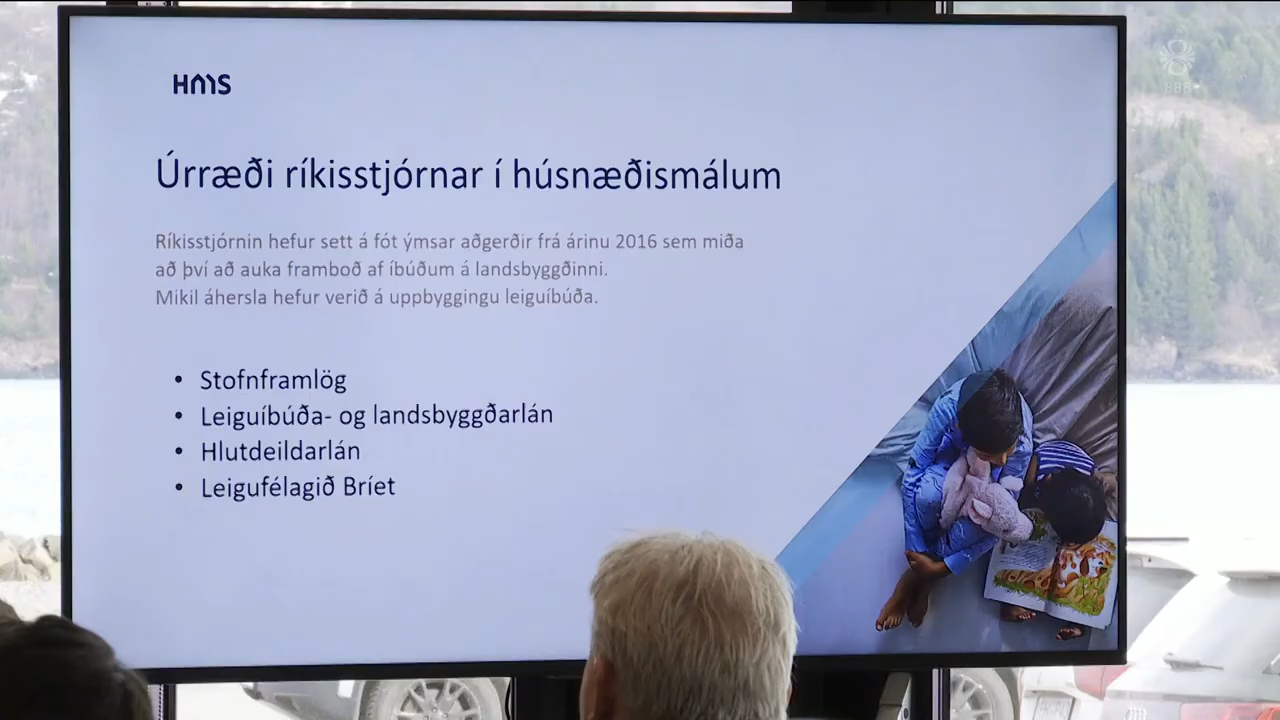 HMS
Úrræði ríkisstjórnar í húsnæðismálum
Ríkisstjórnin hefur sett á fót ýmsar aðgerðir frá árinu 2016 sem miða
að því að auka framboð af íbúðum á landsbyggðinni.
Mikil áhersla hefur verið á uppbyggingu leiguíbúða.
• Stofnframlög
• Leiguíbúða- og landsbyggðarlán
• Hlutdeildarlán
• Leigufélagið Bríet